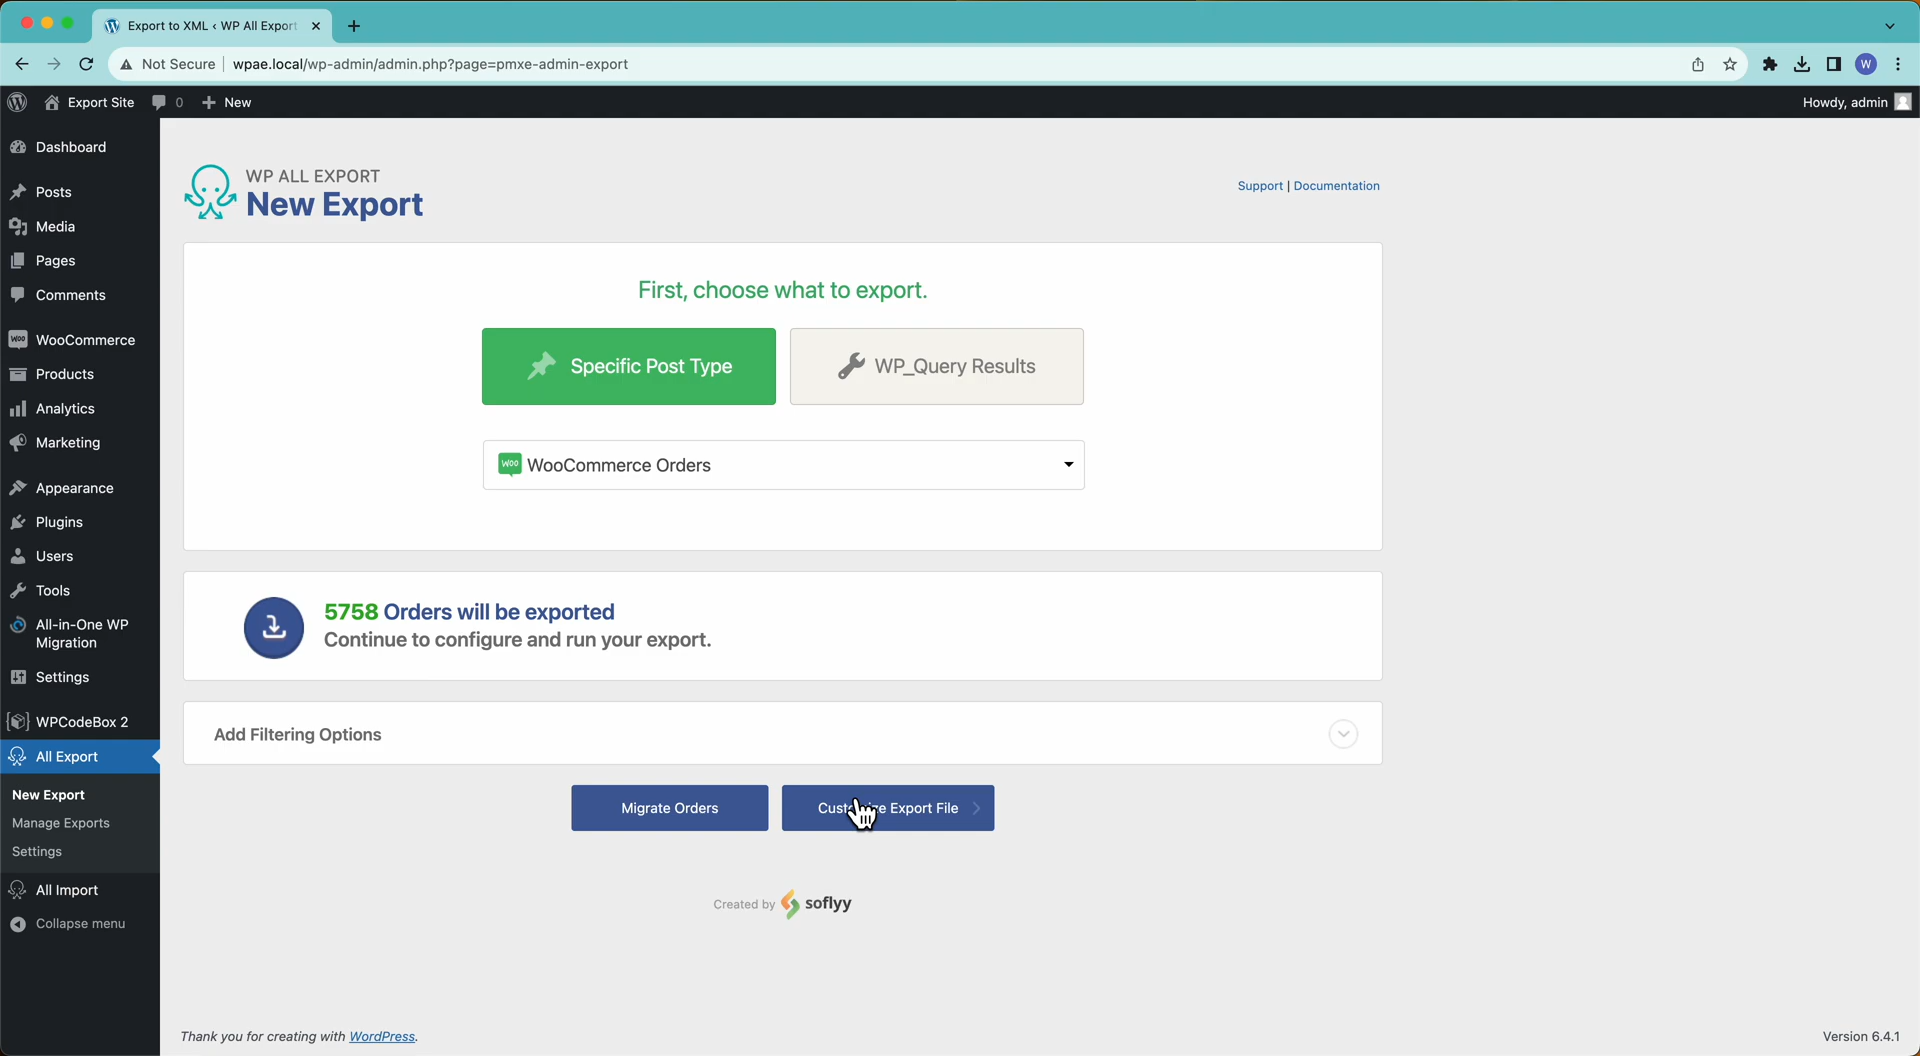 Export to XML ‹ WP All Export
Not Secure
wpae.local/wp-admin/admin.php?page=pmxe-admin-export
W
Export Site
0
New
Howdy, admin
Dashboard
Posts
Media
Pages
Comments
WooCommerce
Products
Analytics
Marketing
Appearance
Plugins
Users
Tools
All-in-One WP
Migration
Settings
WPCodeBox 2
All Export
New Export
Manage Exports
Settings
All Import
Collapse menu
WP ALL EXPORT
New Export
Support | Documentation
First, choose what to export.
Specific Post Type
WP_Query Results
woo WooCommerce Orders
5758 Orders will be exported
Continue to configure and run your export.
Add Filtering Options
Migrate Orders
Export File
Created by soflyy
Thank you for creating with WordPress.
Version 6.4.1